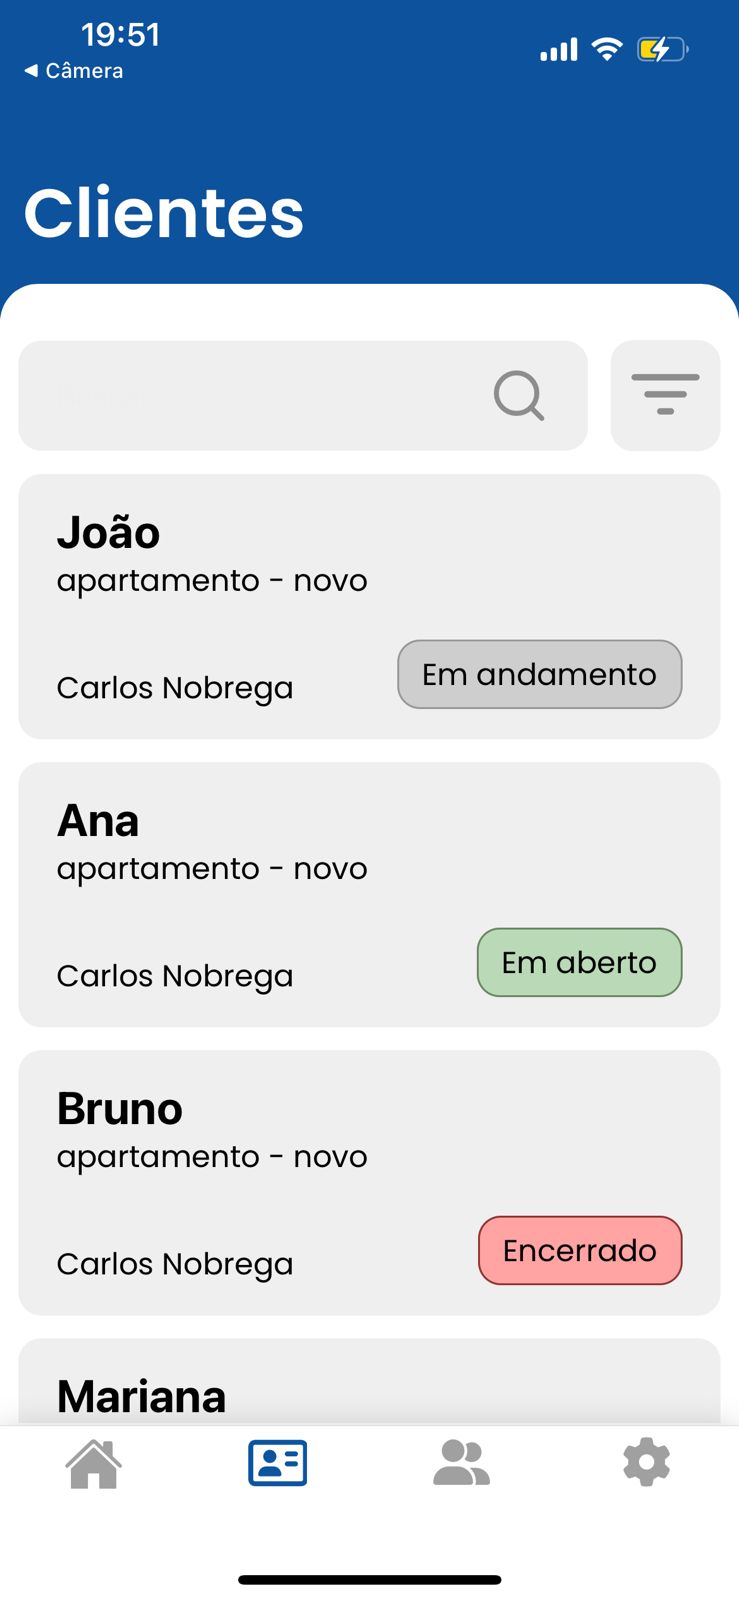 19:51
◀ Câmera
Clientes
João
apartamento - novo
Carlos Nobrega
Em andamento
Ana
apartamento - novo
Carlos Nobrega
Em aberto
Bruno
apartamento - novo
Carlos Nobrega
Encerrado
Mariana